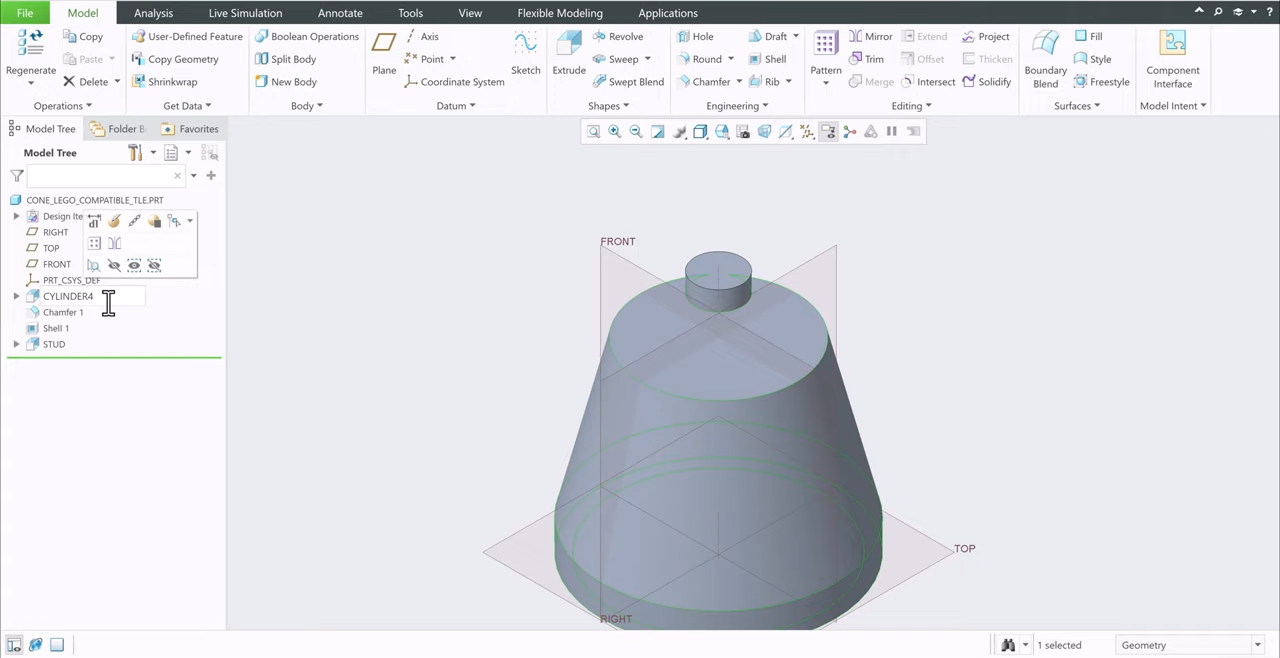 File Model Analysis Live Simulation Annotate Tools View Flexible Modeling Applications
Regenerate
Copy
Paste
Delete
Operations
User-Defined Feature
Copy Geometry
Shrinkwrap
Get Data
Boolean Operations
Split Body
New Body
Body
Plane
Axis
Point
Coordinate System
Sketch
Datum
Extrude
Revolve
Sweep
Swept Blend
Shapes
Hole
Round
Chamfer
Draft
Shell
Rib
Engineering
Pattern
Mirror
Trim
Merge
Extend
Offset
Intersect
Project
Thicken
Solidify
Editing
Boundary
Blend
Fill
Style
Freestyle
Surfaces
Component
Interface
Model Intent
Model Tree Folder B Favorites
Model Tree
CONE_LEGO_COMPATIBLE_TLE.PRT
Design Ite
RIGHT
TOP
FRONT
PRT_CSYS_DEF
CYLINDER4
Chamfer 1
Shell 1
STUD
FRONT
TOP
RIGHT
1 selected
Geometry